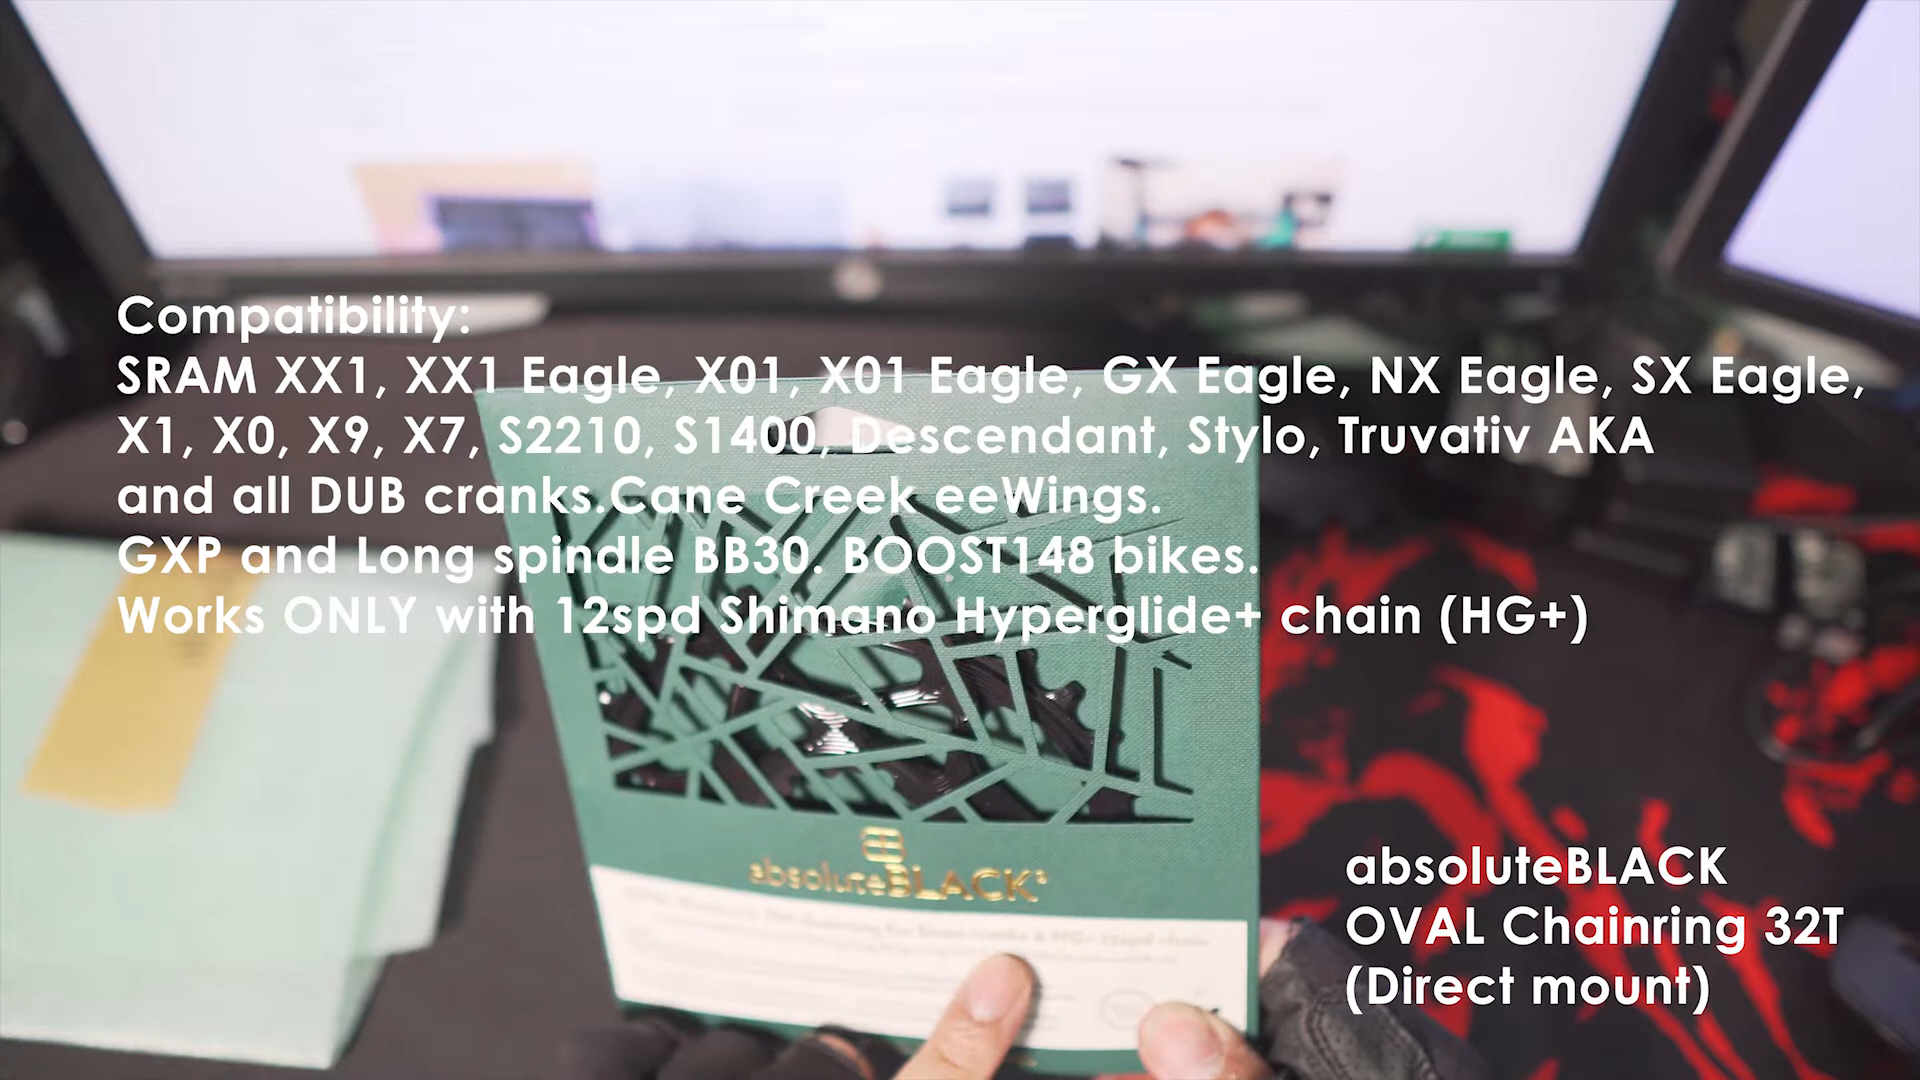 Compatibility:
SRAM XX1, XX1 Eagle, X01, X01 Eagle, GX Eagle, NX Eagle, SX Eagle,
X1, X0, X9, X7, S2210, S1400, Descendant, Stylo, Truvativ AKA
and all DUB cranks.Cane Creek eeWings.
GXP and Long spindle BB30. BOOST148 bikes.
Works ONLY with 12spd Shimano Hyperglide+ chain (HG+)
absoluteBLACK
absoluteBLACK
OVAL Chainring 32T
(Direct mount)